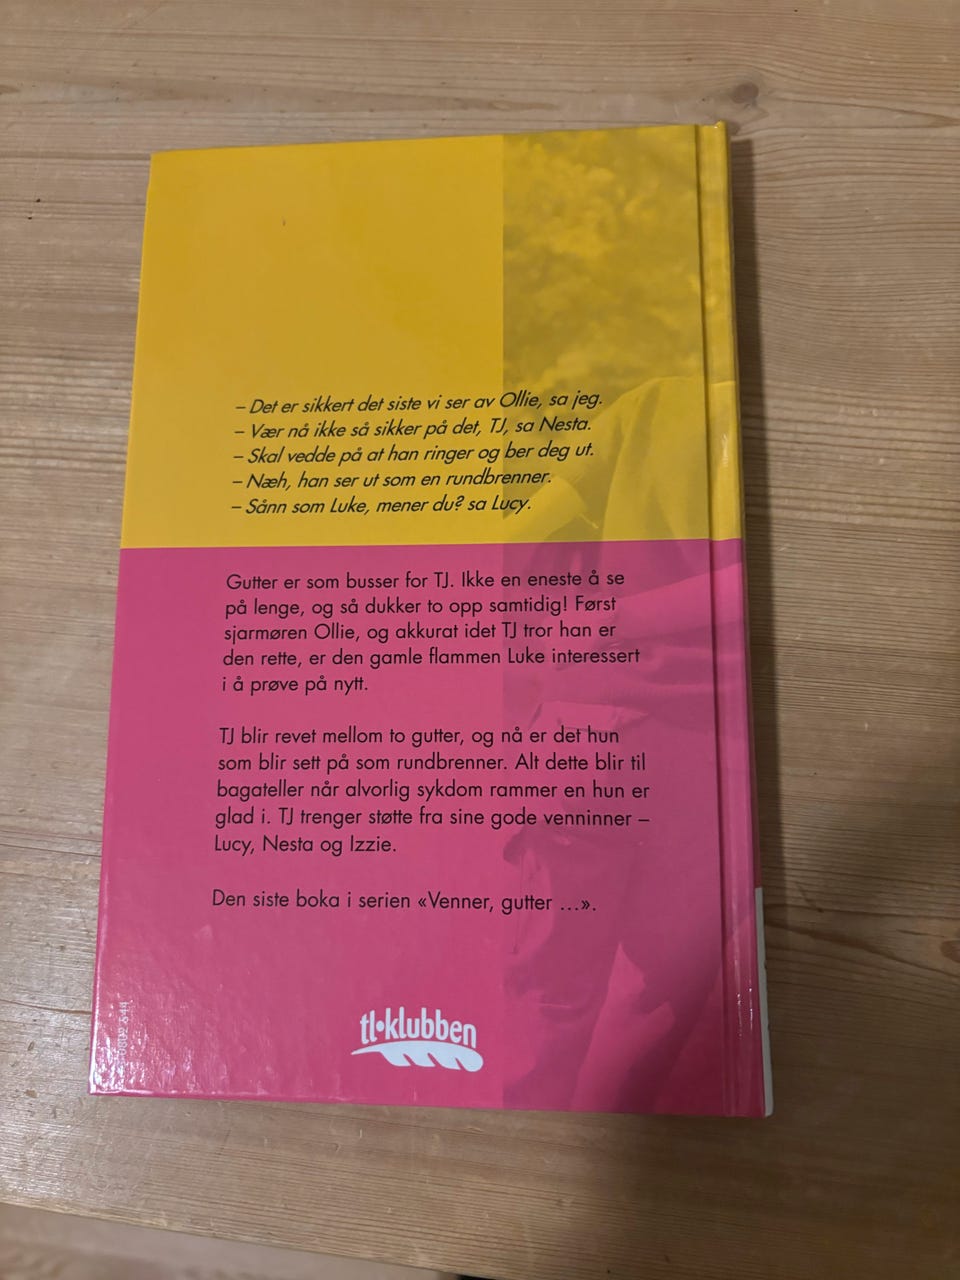 – Det er sikkert det siste vi ser av Ollie, sa jeg.
– Vær nå ikke så sikker på det, TJ, sa Nesta.
– Skal vedde på at han ringer og ber deg ut.
– Næh, han ser ut som en rundbrenner.
– Sånn som Luke, mener du? sa Lucy.
Gutter er som busser for TJ. Ikke en eneste å se
på lenge, og så dukker to opp samtidig! Først
sjarmøren Ollie, og akkurat idet TJ tror han er
den rette, er den gamle flammen Luke interessert
i å prøve på nytt.
TJ blir revet mellom to gutter, og nå er det hun
som blir sett på som rundbrenner. Alt dette blir til
bagateller når alvorlig sykdom rammer en hun er
glad i. TJ trenger støtte fra sine gode venninner –
Lucy, Nesta og Izzie.
Den siste boka i serien «Venner, gutter ...».
tl•klubben